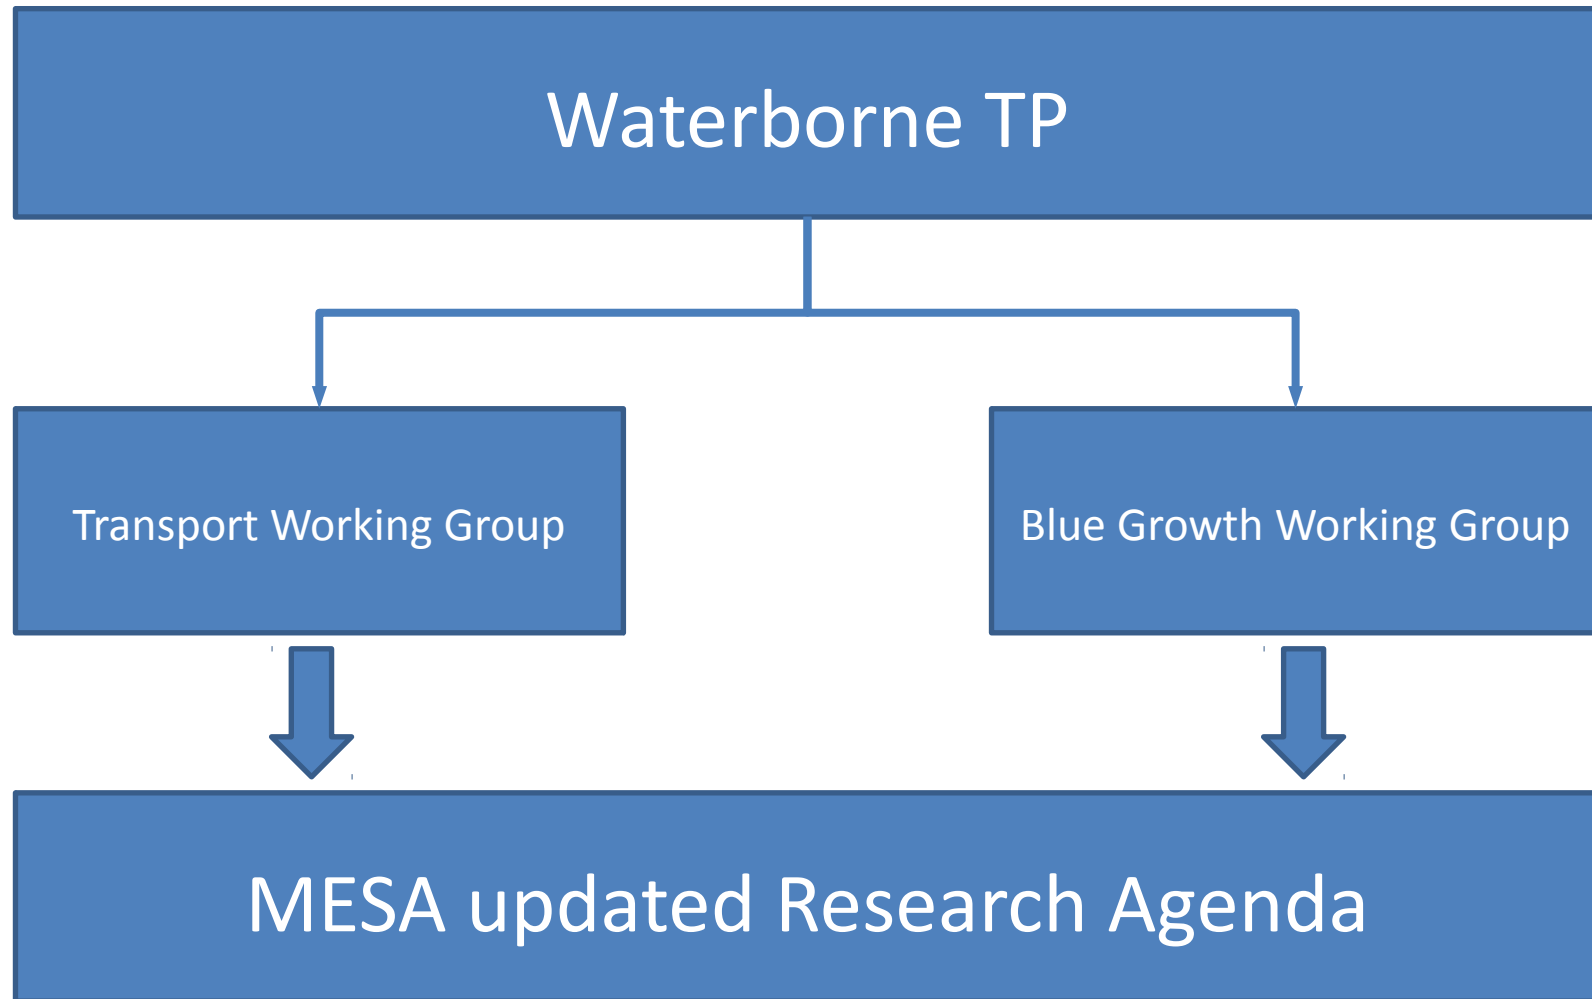 Waterborne TP
Transport Working Group
Blue Growth Working Group
MESA updated Research Agenda